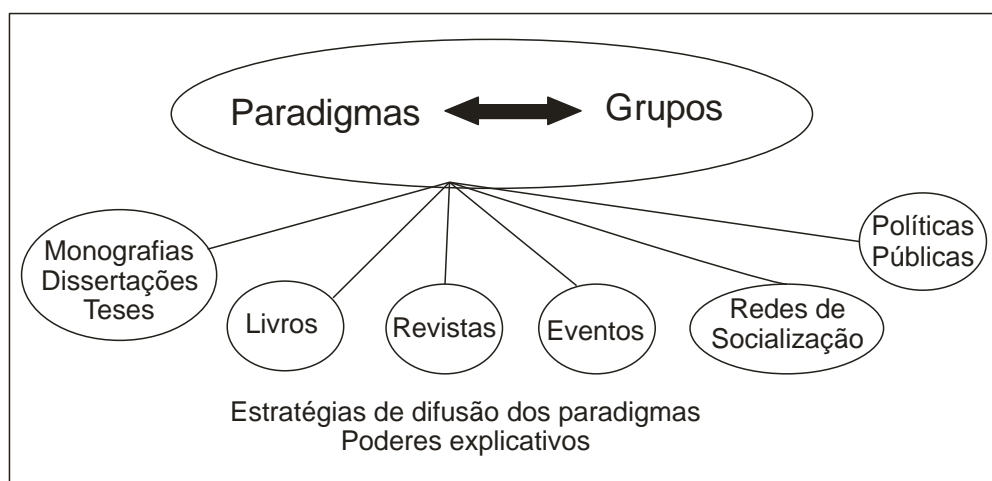 Paradigmas
Grupos
Monografias
Dissertações
Teses
Livros
Revistas
Eventos
Redes de
Socialização
Políticas
Públicas
Estratégias de difusão dos paradigmas
Poderes explicativos